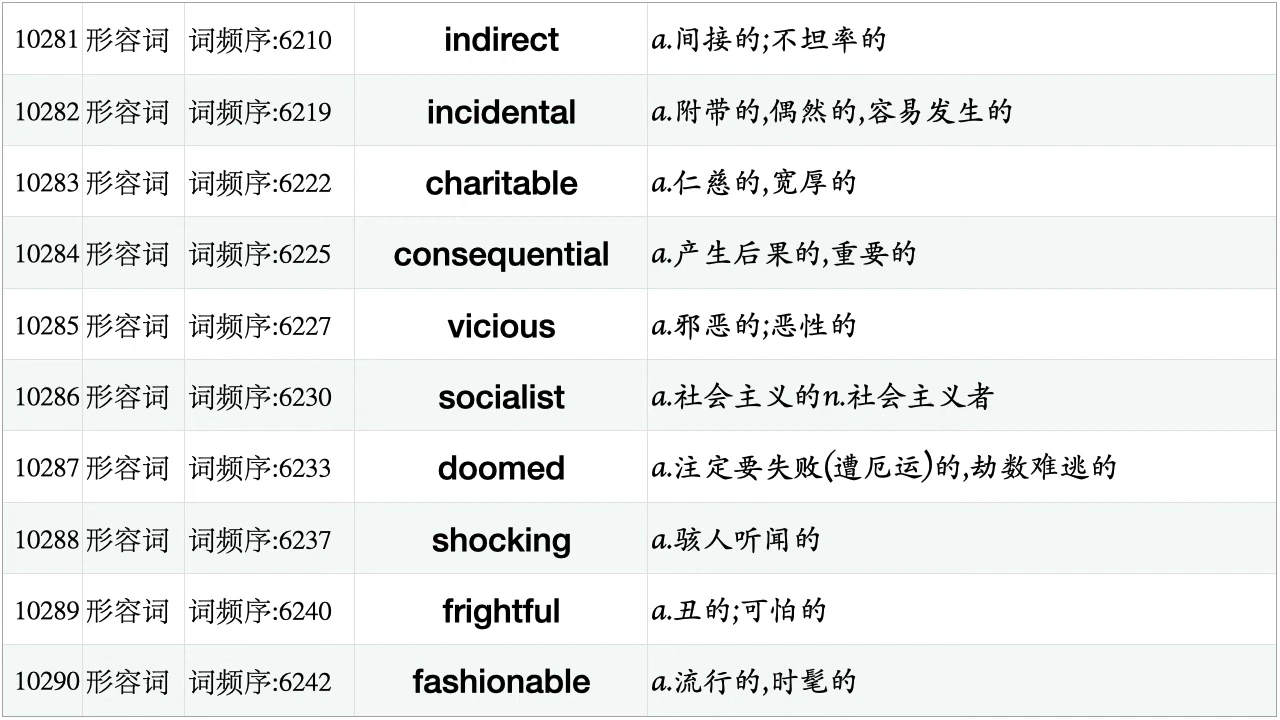 10281 形容词 词频序:6210 indirect a.间接的;不坦率的
10282 形容词 词频序:6219 incidental a.附带的,偶然的,容易发生的
10283 形容词 词频序:6222 charitable a.仁慈的,宽厚的
10284 形容词 词频序:6225 consequential a.产生后果的,重要的
10285 形容词 词频序:6227 vicious a.邪恶的;恶性的
10286 形容词 词频序:6230 socialist a.社会主义的n.社会主义者
10287 形容词 词频序:6233 doomed a.注定要失败(遭厄运)的,劫数难逃的
10288 形容词 词频序:6237 shocking a.骇人听闻的
10289 形容词 词频序:6240 frightful a.丑的;可怕的
10290 形容词 词频序:6242 fashionable a.流行的,时髦的